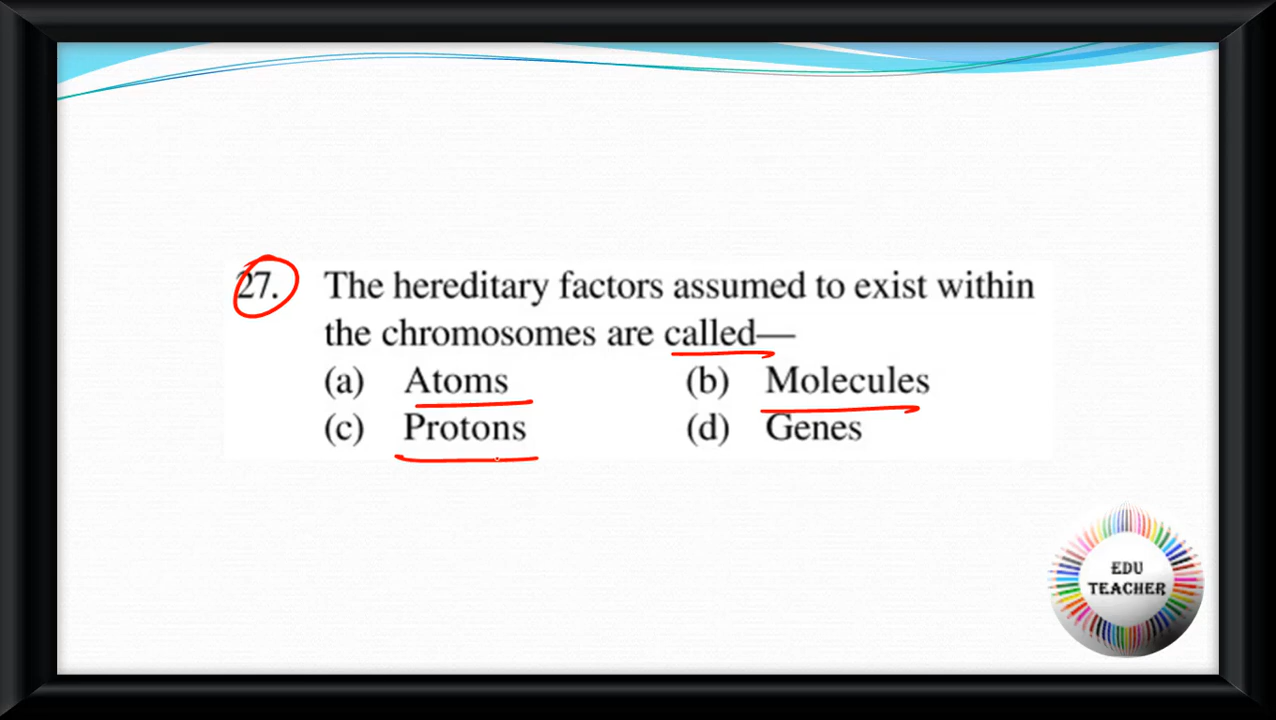 27. The hereditary factors assumed to exist within
the chromosomes are called—
(a) Atoms (b) Molecules
(c) Protons (d) Genes
EDU
TEACHER